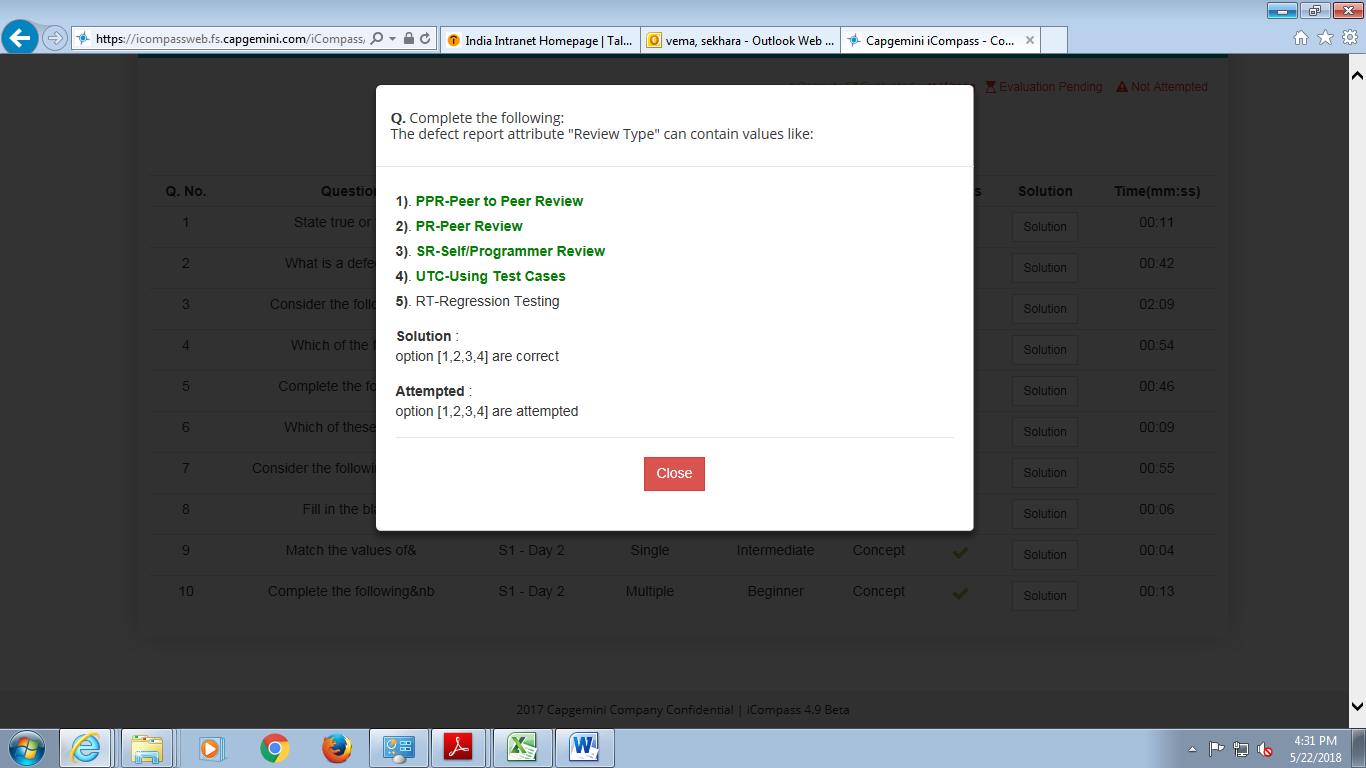 https://icompassweb.fs.capgemini.com/iCompass/
India Intranet Homepage | Tal...
vema, sekhara - Outlook Web ...
Capgemini iCompass - Co...
Evaluation Pending
Not Attempted
Q. Complete the following:
The defect report attribute "Review Type" can contain values like:
1). PPR-Peer to Peer Review
2). PR-Peer Review
3). SR-Self/Programmer Review
4). UTC-Using Test Cases
5). RT-Regression Testing
Solution :
option [1,2,3,4] are correct
Attempted :
option [1,2,3,4] are attempted
Close
Q. No. Question Solution Time(mm:ss)
1 State true or Solution 00:11
2 What is a defe Solution 00:42
3 Consider the follo Solution 02:09
4 Which of the f Solution 00:54
5 Complete the fo Solution 00:46
6 Which of these Solution 00:09
7 Consider the followi Solution 00:55
8 Fill in the bla Solution 00:06
9 Match the values of& S1 - Day 2 Single Intermediate Concept Solution 00:04
10 Complete the following&nb S1 - Day 2 Multiple Beginner Concept Solution 00:13
2017 Capgemini Company Confidential | iCompass 4.9 Beta
4:31 PM
5/22/2018